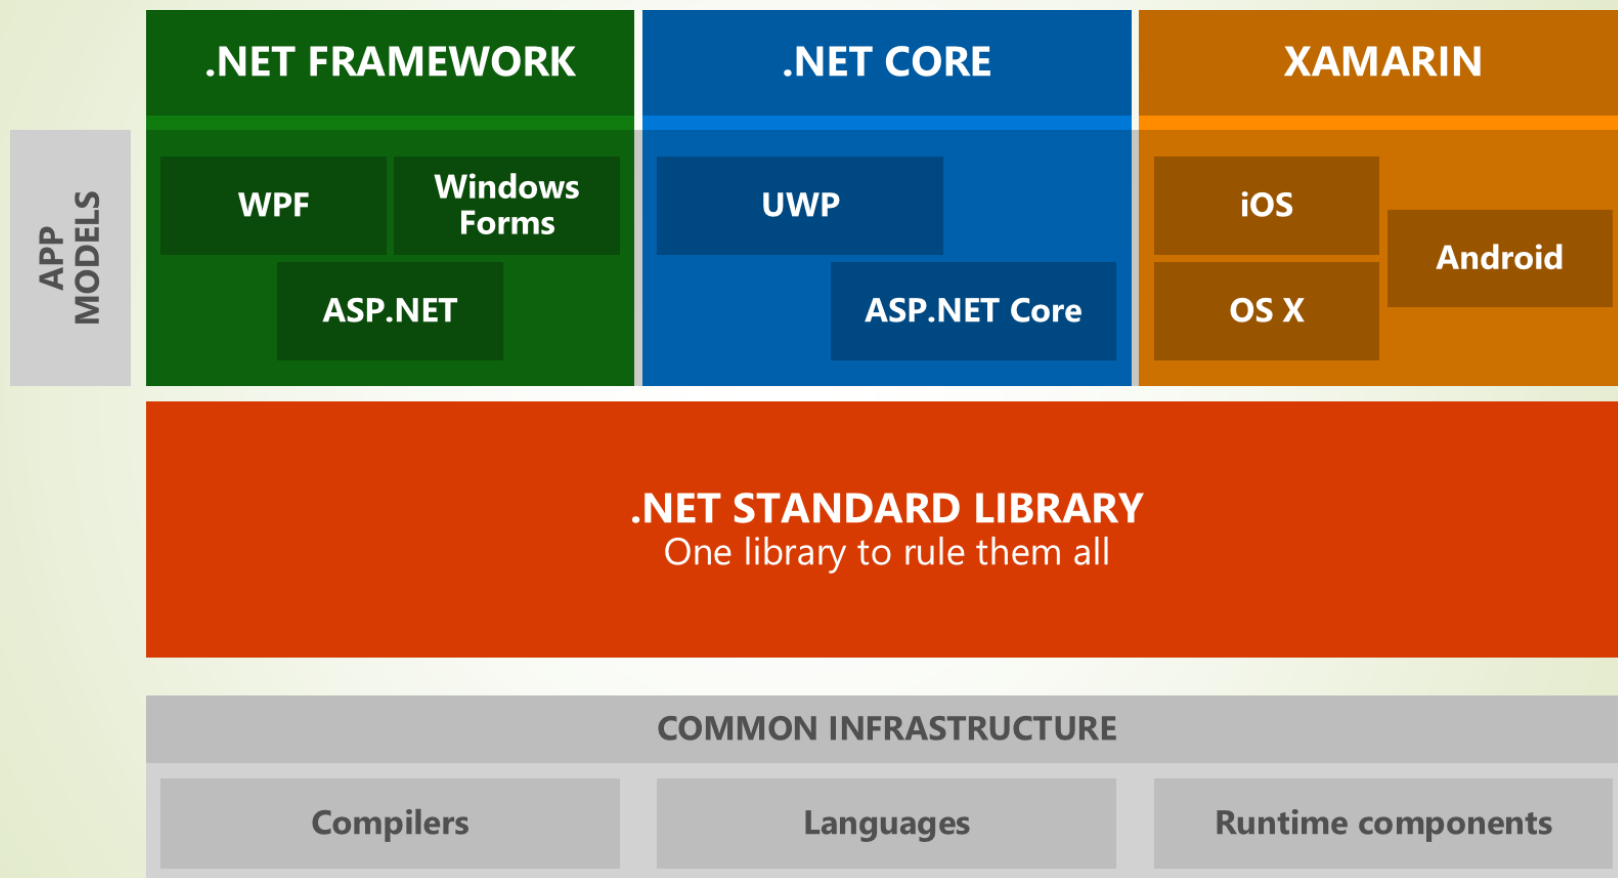 .NET FRAMEWORK
.NET CORE
XAMARIN
APP
MODELS
WPF
Windows
Forms
ASP.NET
UWP
ASP.NET Core
iOS
Android
OS X
.NET STANDARD LIBRARY
One library to rule them all
COMMON INFRASTRUCTURE
Compilers
Languages
Runtime components